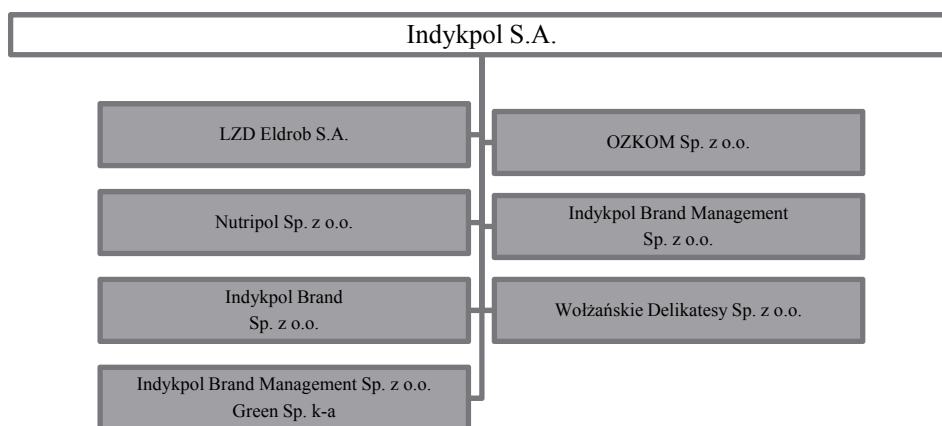 Indykpol S.A.
LZD Eldrob S.A.
OZKOM Sp. z o.o.
Nutripol Sp. z o.o.
Indykpol Brand Management
Sp. z o.o.
Indykpol Brand
Sp. z o.o.
Wołżańskie Delikatesy Sp. z o.o.
Indykpol Brand Management Sp. z o.o.
Green Sp. k-a